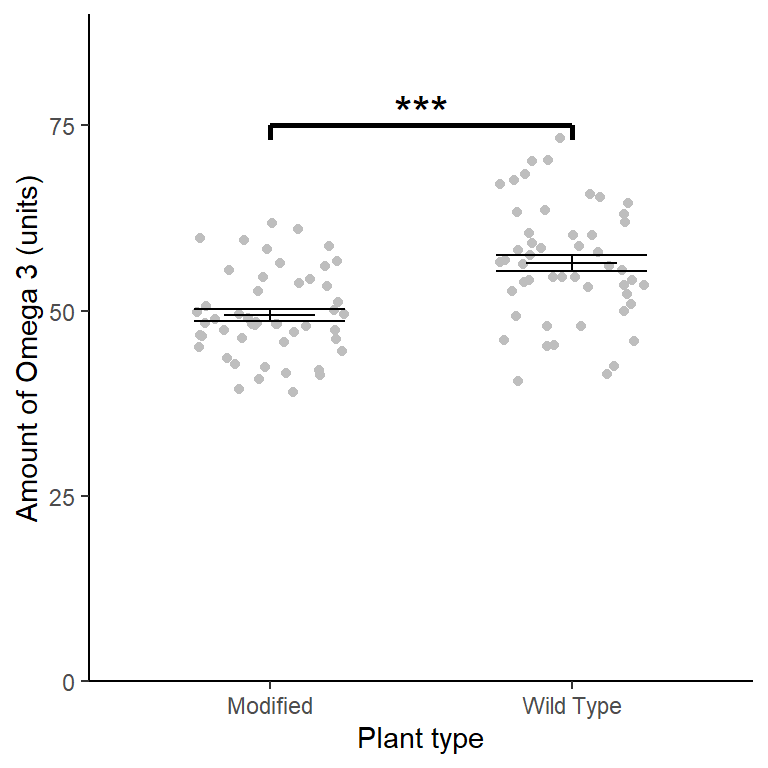 ***
75
50
25
0
Amount of Omega 3 (units)
Modified
Wild Type
Plant type